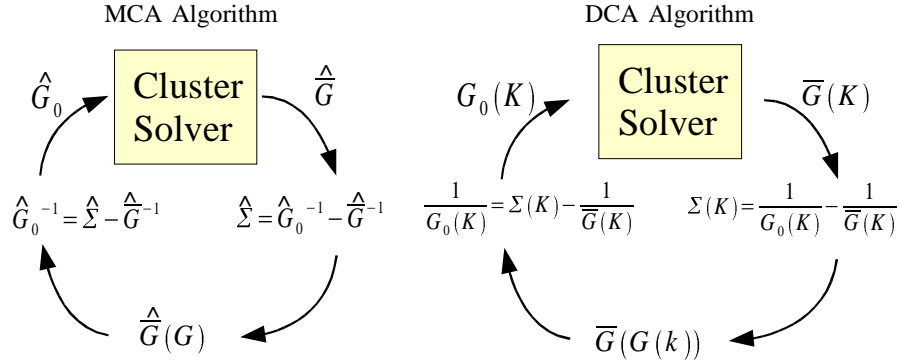 MCA Algorithm
Cluster
Solver
Ĝ₀
Ĝ̅
Ĝ₀⁻¹ = Σ̂ − Ĝ̅⁻¹
Σ̂ = Ĝ₀⁻¹ − Ĝ̅⁻¹
Ĝ̅(G)
DCA Algorithm
Cluster
Solver
G₀(K)
G̅(K)
1/G₀(K) = Σ(K) − 1/G̅(K)
Σ(K) = 1/G₀(K) − 1/G̅(K)
G̅(G(k))